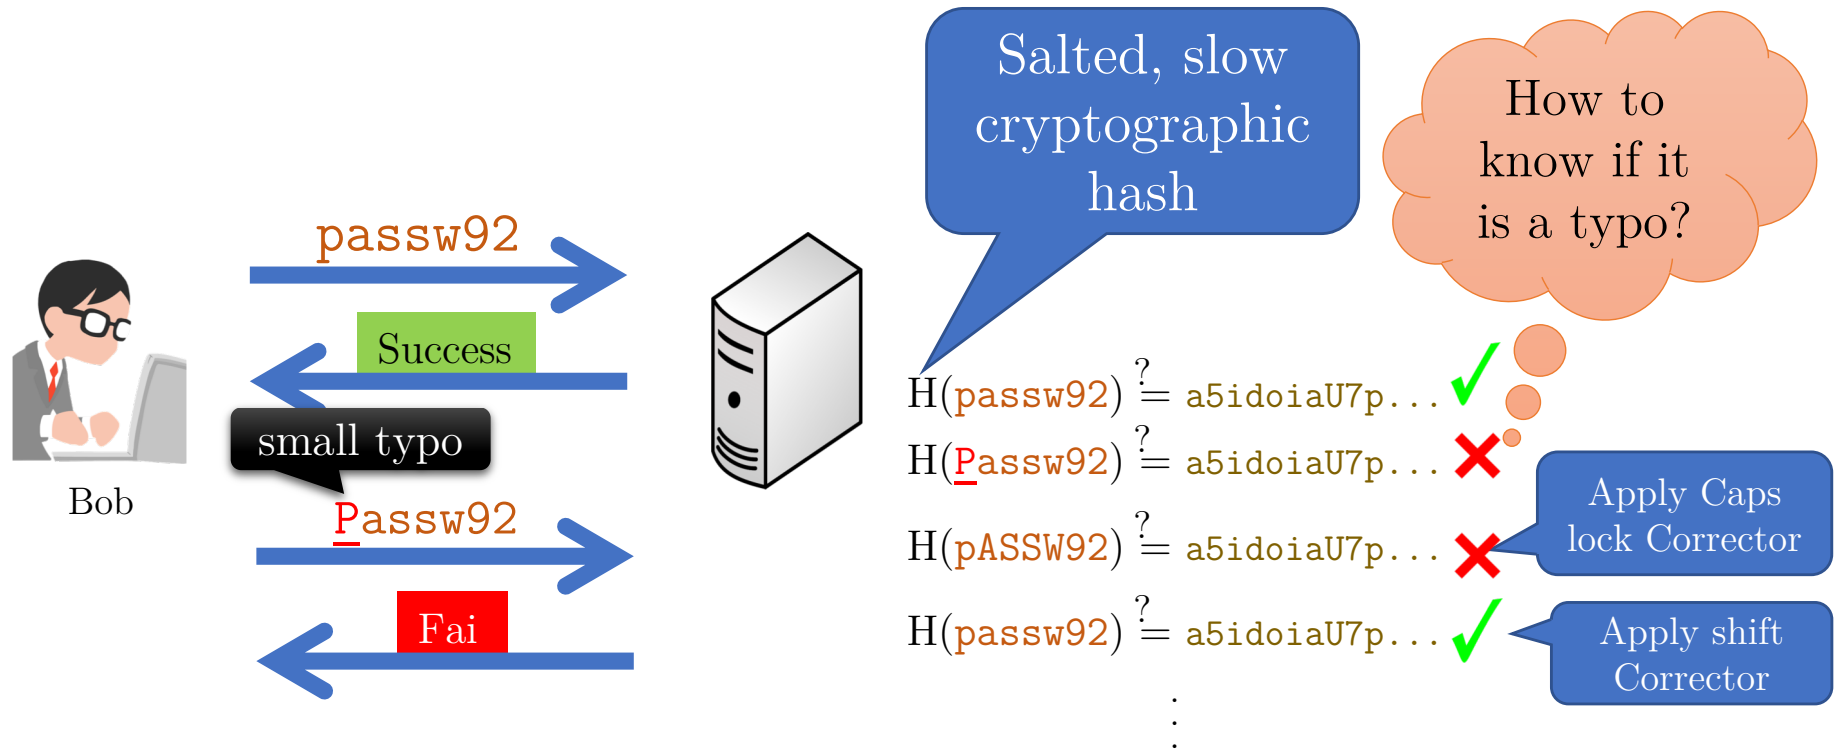 Salted, slow
cryptographic
hash
How to
know if it
is a typo?
passw92
Success
small typo
Bob
Passw92
Fai
H(passw92) ?= a5idoiaU7p...
H(Passw92) ?= a5idoiaU7p...
H(pASSW92) ?= a5idoiaU7p...
H(passw92) ?= a5idoiaU7p...
Apply Caps
lock Corrector
Apply shift
Corrector